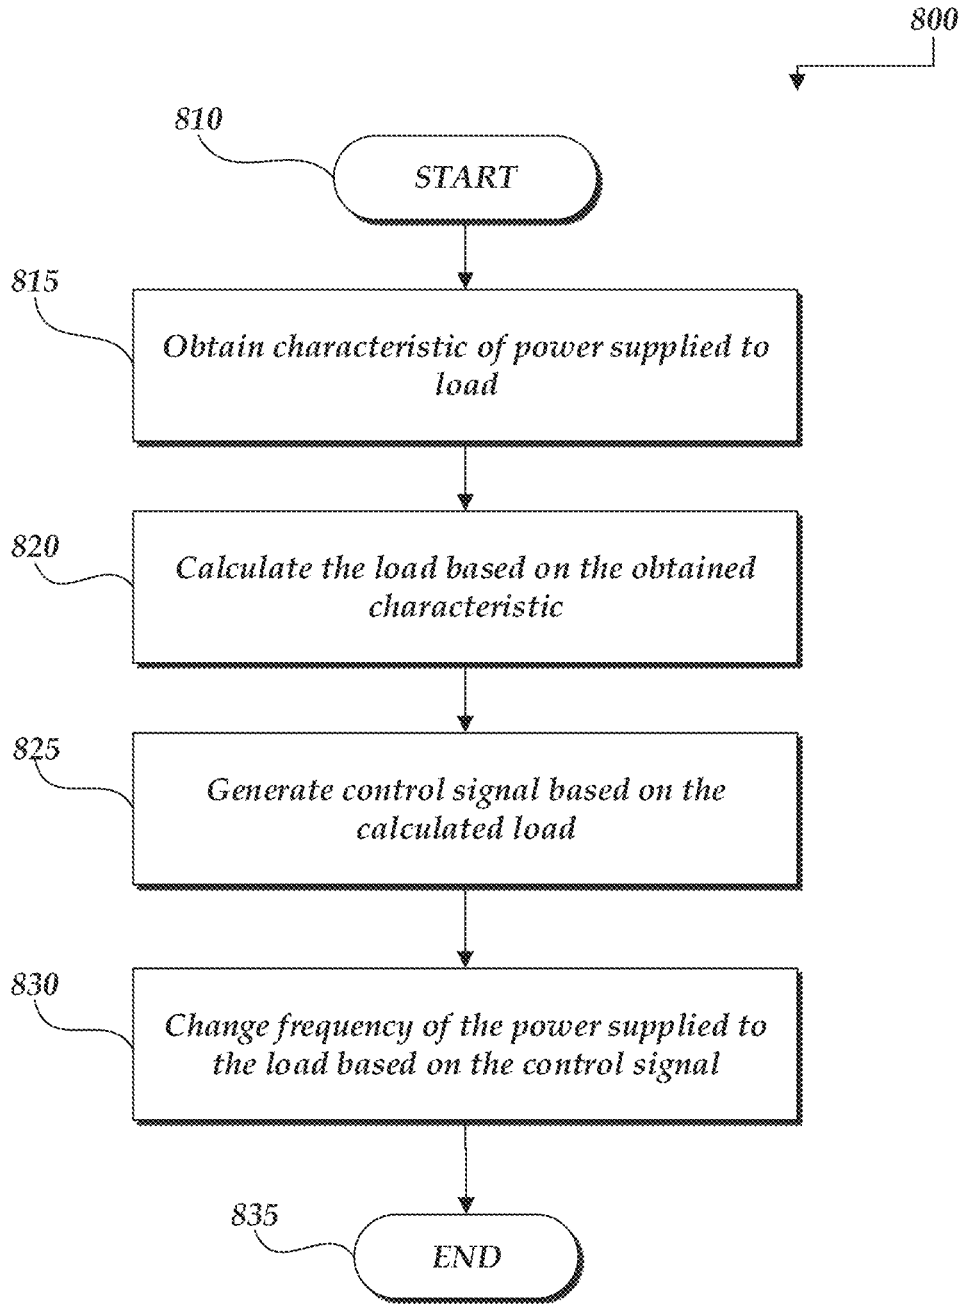 800
810
START
815
Obtain characteristic of power supplied to
load
820
Calculate the load based on the obtained
characteristic
825
Generate control signal based on the
calculated load
830
Change frequency of the power supplied to
the load based on the control signal
835
END